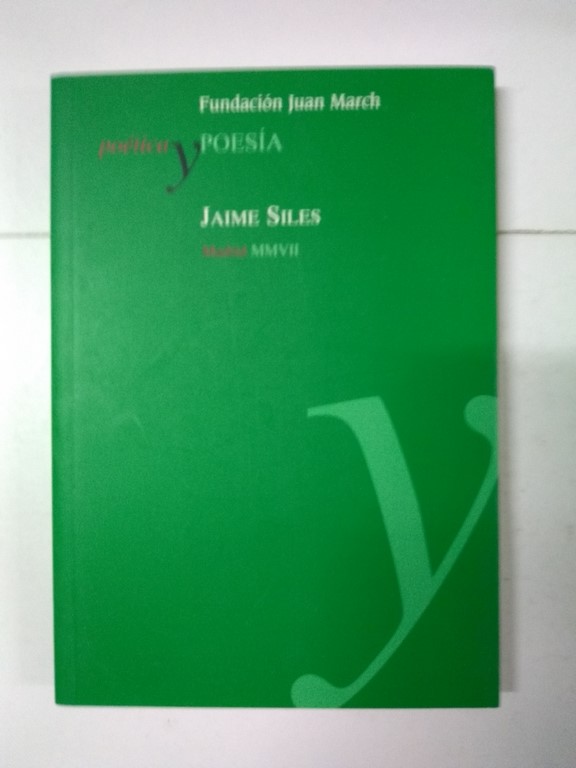 Fundación Juan March
poética y POESÍA
JAIME SILES
Madrid MMVII
y